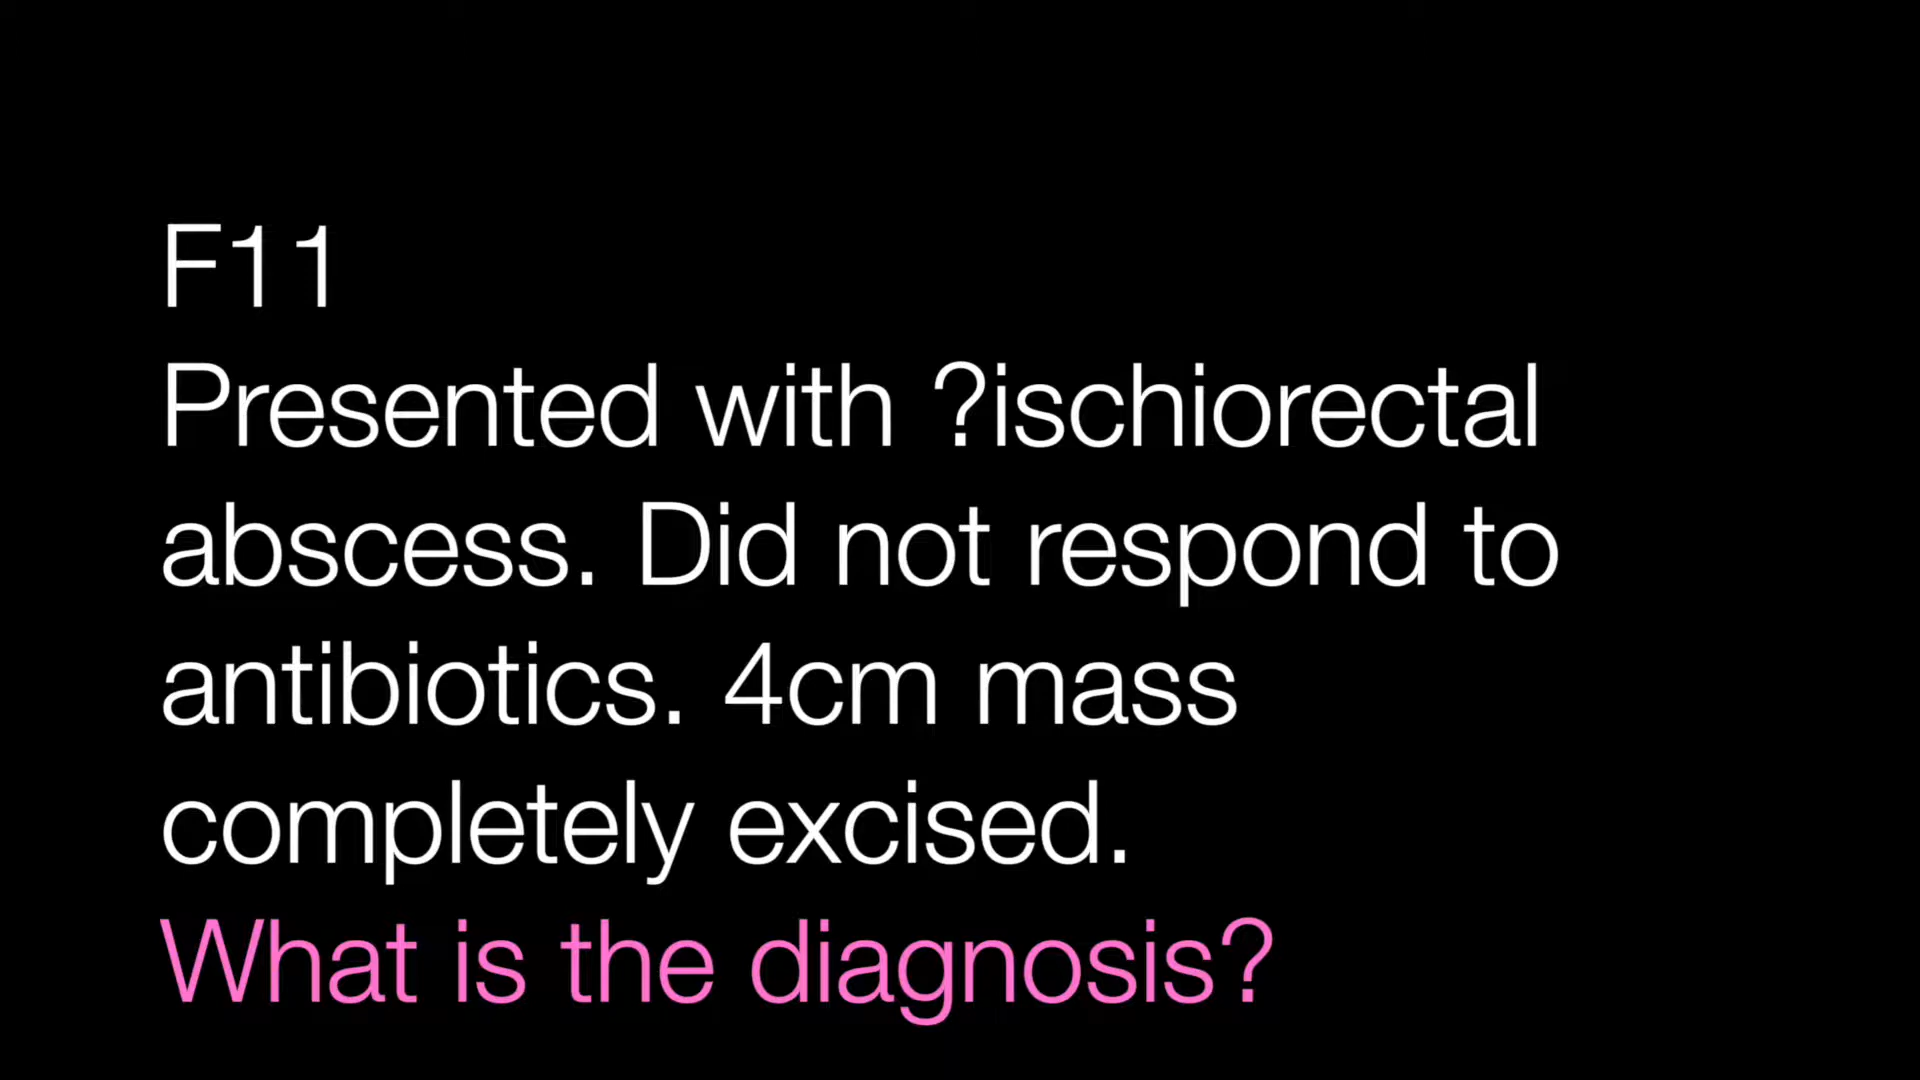 F11
Presented with ?ischiorectal
abscess. Did not respond to
antibiotics. 4cm mass
completely excised.
What is the diagnosis?